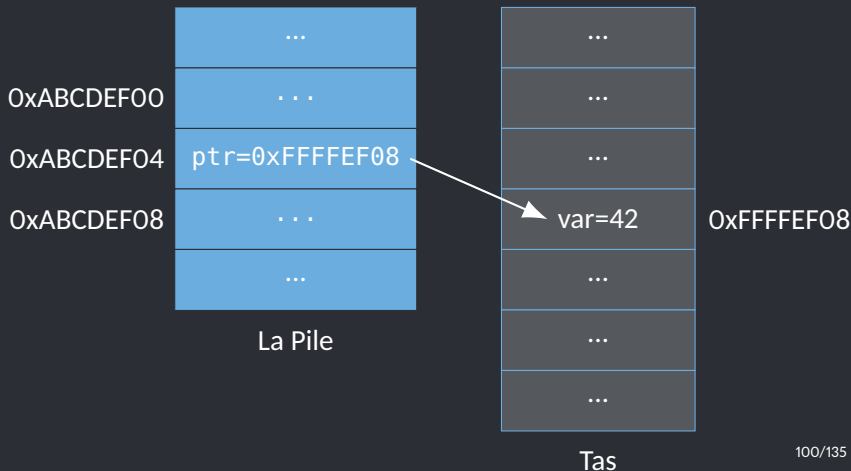 ...
...
0xABCDEF00
...
...
0xABCDEF04
ptr=0xFFFFEF08
...
0xABCDEF08
...
var=42
0xFFFFEF08
...
...
La Pile
...
...
Tas
100/135